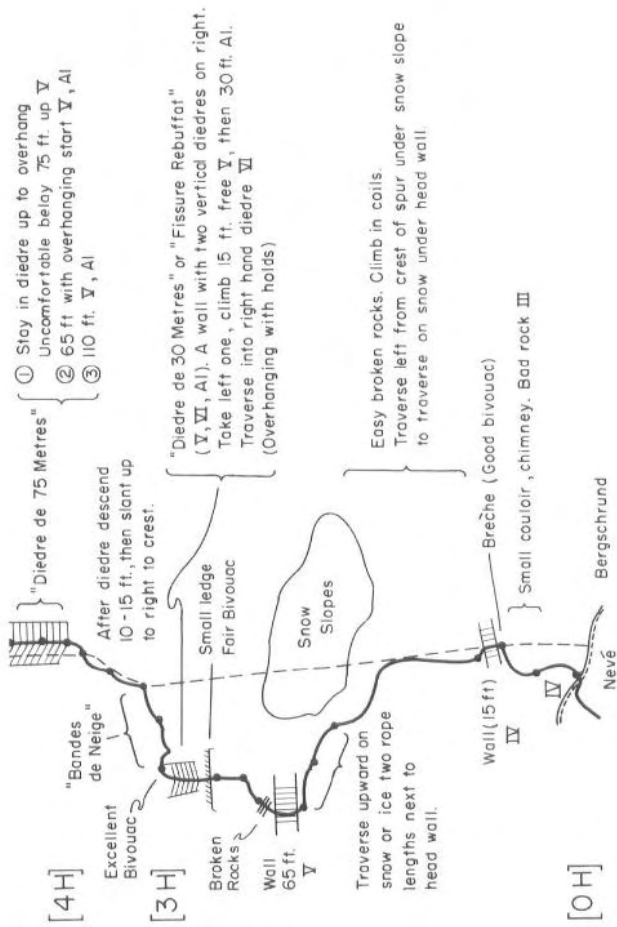 ① Stay in diedre up to overhang
Uncomfortable belay 75 ft. up V
② 65 ft with overhanging start V, AI
③ 110 ft. V, AI
"Diedre de 75 Metres"
[4H]
After diedre descend
10-15 ft., then slant up
to right to crest.
"Bandes
de Neige"
Excellent
Bivouac
[3H]
"Diedre de 30 Metres" or "Fissure Rebuffat"
(V, VI, AI). A wall with two vertical diedres on right.
Take left one, climb 15 ft. free V, then 30 ft. AI.
Traverse into right hand diedre VI
(Overhanging with holds)
Small ledge
Fair Bivouac
Broken
Rocks
Wall
65 ft.
V
Snow
Slopes
Traverse upward on
snow or ice two rope
lengths next to
head wall.
Easy broken rocks. Climb in coils.
Traverse left from crest of spur under snow slope
to traverse on snow under head wall.
Brèche (Good bivouac)
Wall (15 ft)
IV
Small couloir, chimney. Bad rock III
IV
Bergschrund
Nevé
[OH]